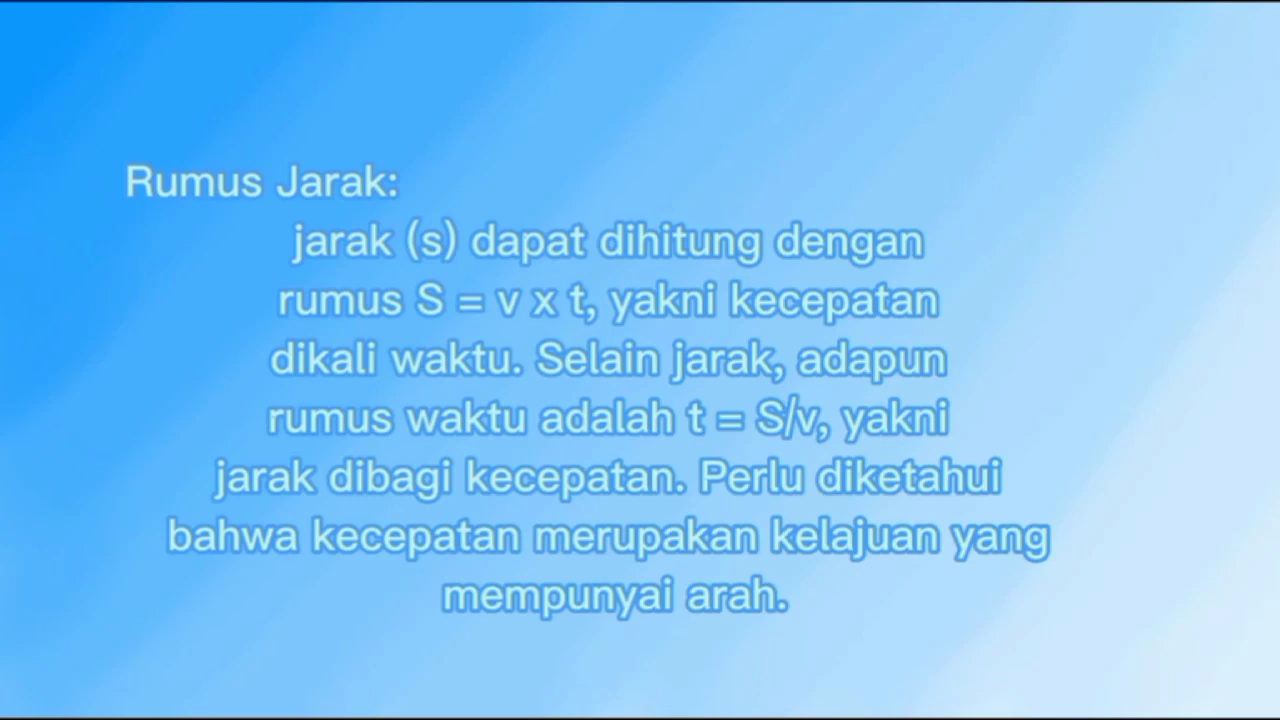 Rumus Jarak:
jarak (s) dapat dihitung dengan
rumus S = v x t, yakni kecepatan
dikali waktu. Selain jarak, adapun
rumus waktu adalah t = S/v, yakni
jarak dibagi kecepatan. Perlu diketahui
bahwa kecepatan merupakan kelajuan yang
mempunyai arah.